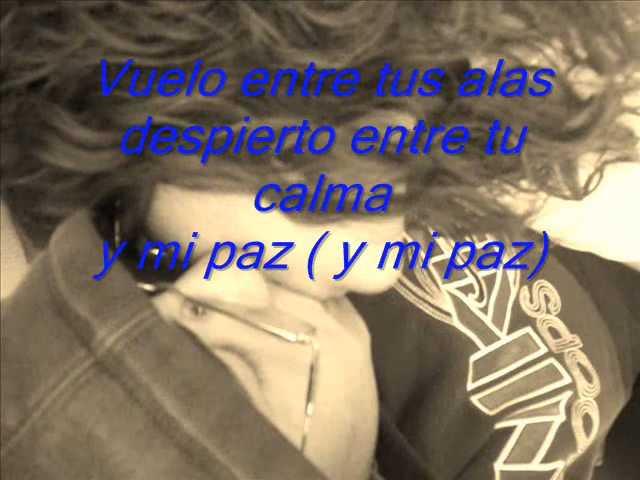 Vuelo entre tus alas
despierto entre tu
calma
y mi paz ( y mi paz)